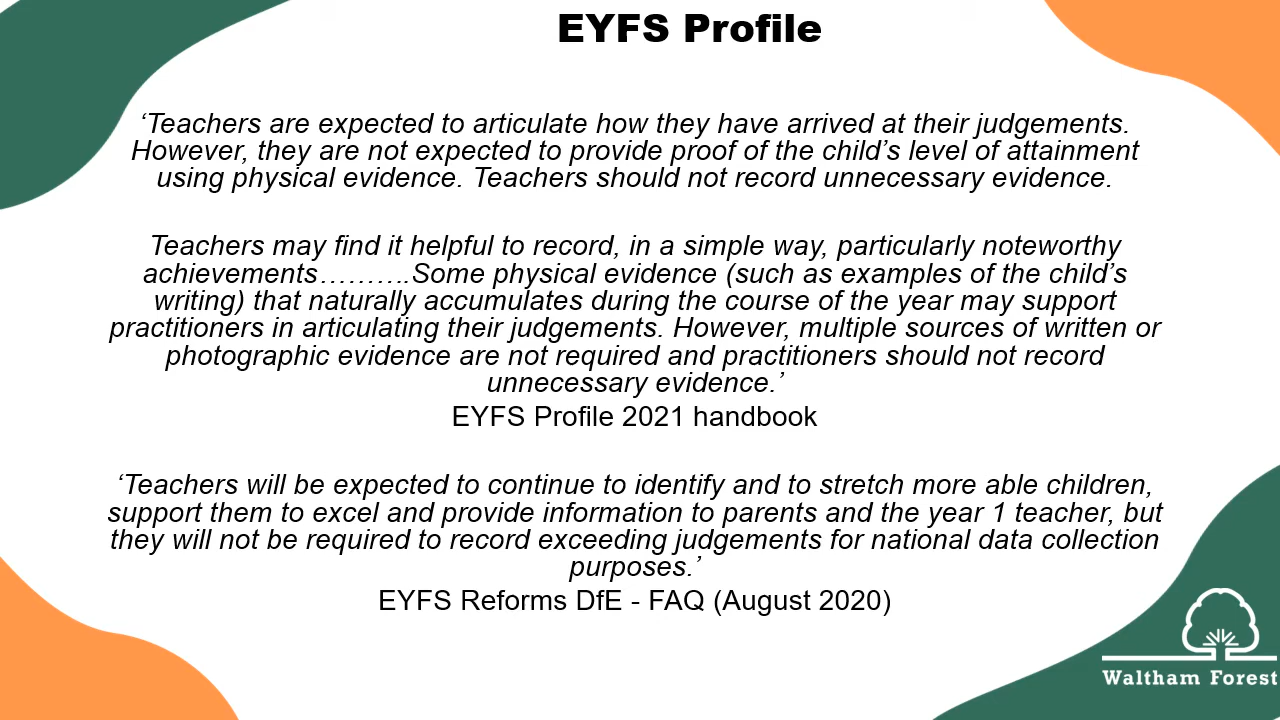 EYFS Profile
‘Teachers are expected to articulate how they have arrived at their judgements.
However, they are not expected to provide proof of the child’s level of attainment
using physical evidence. Teachers should not record unnecessary evidence.
Teachers may find it helpful to record, in a simple way, particularly noteworthy
achievements……….Some physical evidence (such as examples of the child’s
writing) that naturally accumulates during the course of the year may support
practitioners in articulating their judgements. However, multiple sources of written or
photographic evidence are not required and practitioners should not record
unnecessary evidence.’
EYFS Profile 2021 handbook
‘Teachers will be expected to continue to identify and to stretch more able children,
support them to excel and provide information to parents and the year 1 teacher, but
they will not be required to record exceeding judgements for national data collection
purposes.’
EYFS Reforms DfE - FAQ (August 2020)
Waltham Forest